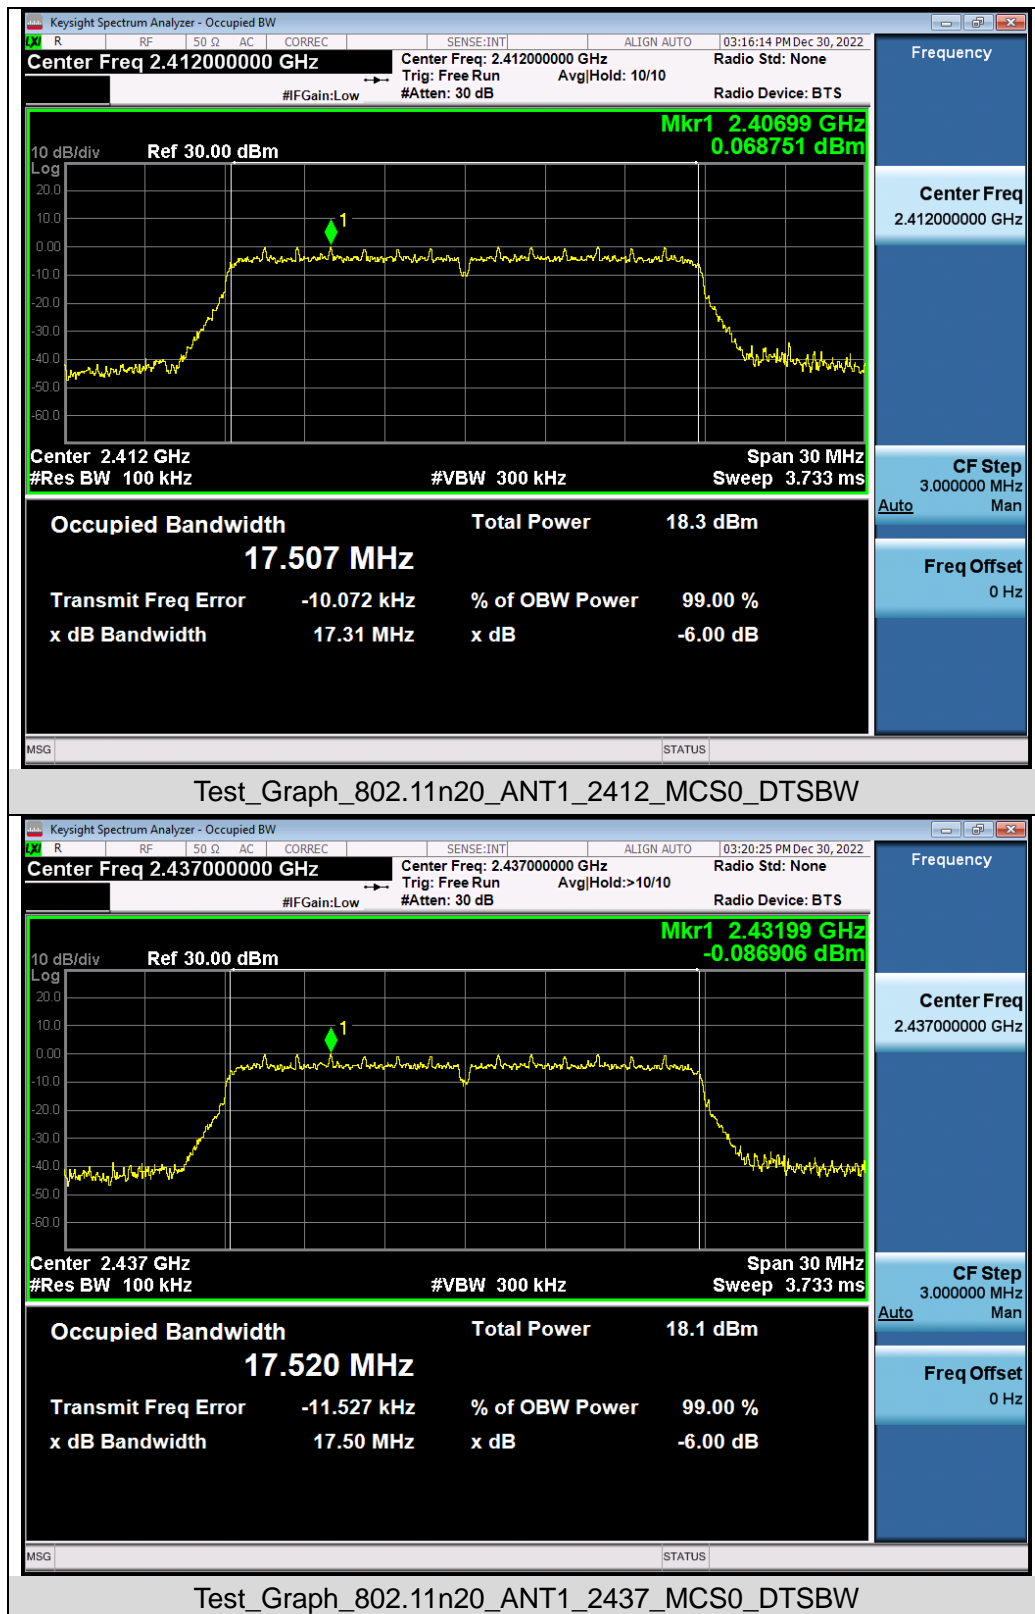 Keysight Spectrum Analyzer - Occupied BW
LXI R RF 50 Ω AC CORREC SENSE:INT ALIGN AUTO 03:16:14 PM Dec 30, 2022
Center Freq 2.412000000 GHz
Center Freq: 2.412000000 GHz
Radio Std: None
Trig: Free Run Avg|Hold: 10/10
#IFGain:Low #Atten: 30 dB
Radio Device: BTS
Frequency
Mkr1 2.40699 GHz
0.068751 dBm
10 dB/div Ref 30.00 dBm
Log
20.0
10.0
1
0.00
-10.0
-20.0
-30.0
-40.0
-50.0
-60.0
Center 2.412 GHz Span 30 MHz
#Res BW 100 kHz #VBW 300 kHz Sweep 3.733 ms
Center Freq
2.412000000 GHz
CF Step
3.000000 MHz
Auto Man
Freq Offset
0 Hz
Occupied Bandwidth Total Power 18.3 dBm
17.507 MHz
Transmit Freq Error -10.072 kHz % of OBW Power 99.00 %
x dB Bandwidth 17.31 MHz x dB -6.00 dB
MSG STATUS
Test_Graph_802.11n20_ANT1_2412_MCS0_DTSBW
Keysight Spectrum Analyzer - Occupied BW
LXI R RF 50 Ω AC CORREC SENSE:INT ALIGN AUTO 03:20:25 PM Dec 30, 2022
Center Freq 2.437000000 GHz
Center Freq: 2.437000000 GHz
Radio Std: None
Trig: Free Run Avg|Hold:>10/10
#IFGain:Low #Atten: 30 dB
Radio Device: BTS
Frequency
Mkr1 2.43199 GHz
-0.086906 dBm
10 dB/div Ref 30.00 dBm
Log
20.0
10.0
1
0.00
-10.0
-20.0
-30.0
-40.0
-50.0
-60.0
Center 2.437 GHz Span 30 MHz
#Res BW 100 kHz #VBW 300 kHz Sweep 3.733 ms
Center Freq
2.437000000 GHz
CF Step
3.000000 MHz
Auto Man
Freq Offset
0 Hz
Occupied Bandwidth Total Power 18.1 dBm
17.520 MHz
Transmit Freq Error -11.527 kHz % of OBW Power 99.00 %
x dB Bandwidth 17.50 MHz x dB -6.00 dB
MSG STATUS
Test_Graph_802.11n20_ANT1_2437_MCS0_DTSBW